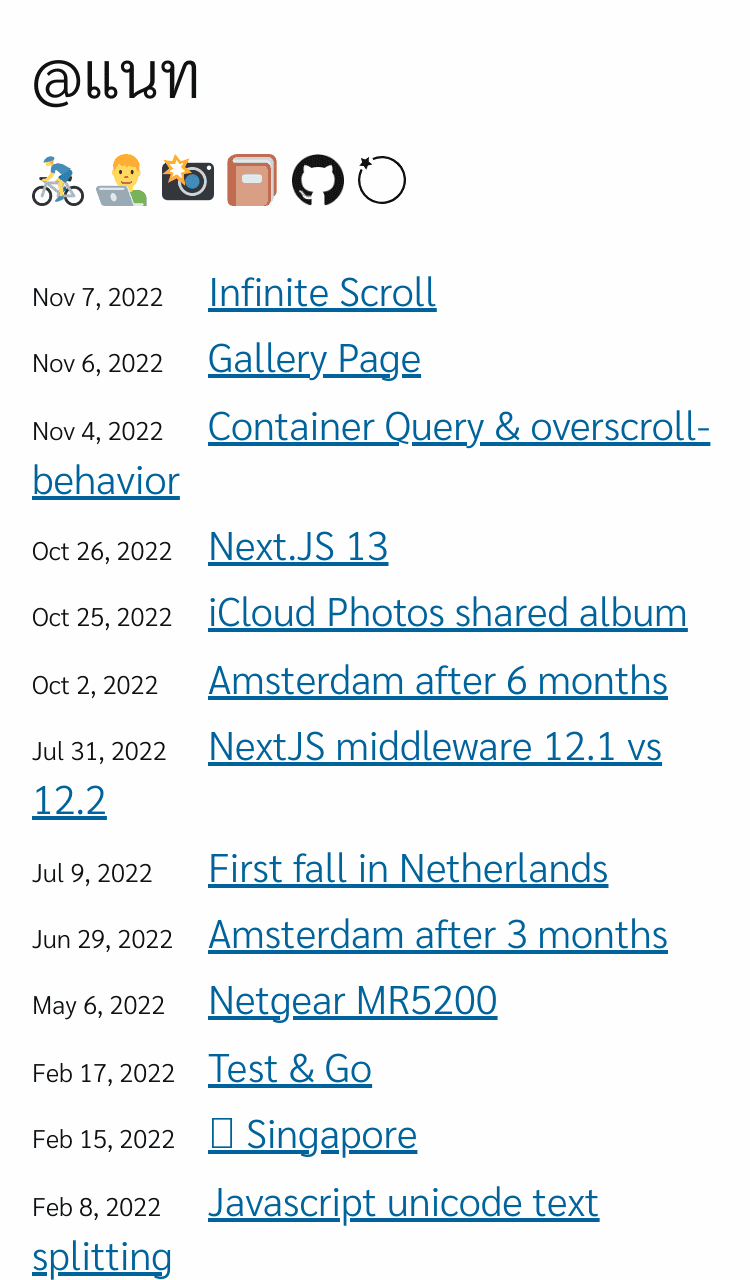 @แนท
Nov 7, 2022 Infinite Scroll
Nov 6, 2022 Gallery Page
Nov 4, 2022 Container Query & overscroll-
behavior
Oct 26, 2022 Next.JS 13
Oct 25, 2022 iCloud Photos shared album
Oct 2, 2022 Amsterdam after 6 months
Jul 31, 2022 NextJS middleware 12.1 vs
12.2
Jul 9, 2022 First fall in Netherlands
Jun 29, 2022 Amsterdam after 3 months
May 6, 2022 Netgear MR5200
Feb 17, 2022 Test & Go
Feb 15, 2022 Singapore
Feb 8, 2022 Javascript unicode text
splitting